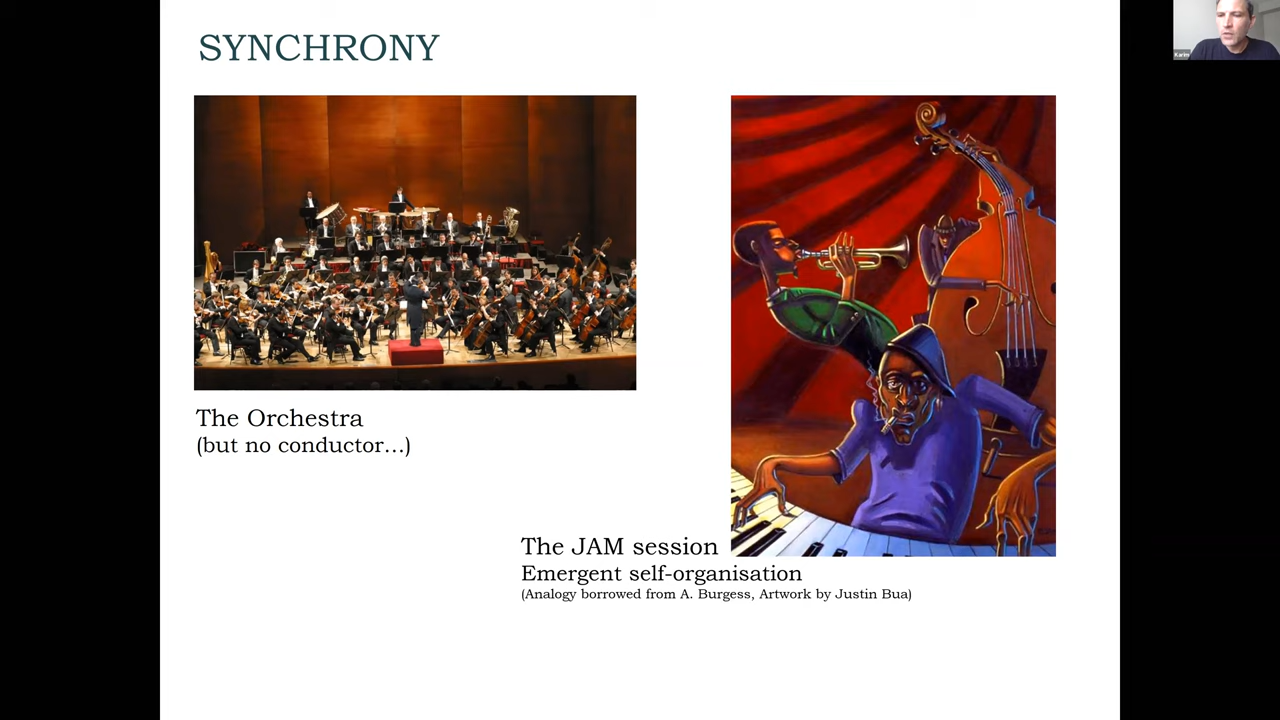 SYNCHRONY
The Orchestra
(but no conductor...)
The JAM session
Emergent self-organisation
(Analogy borrowed from A. Burgess, Artwork by Justin Bua)
Karim